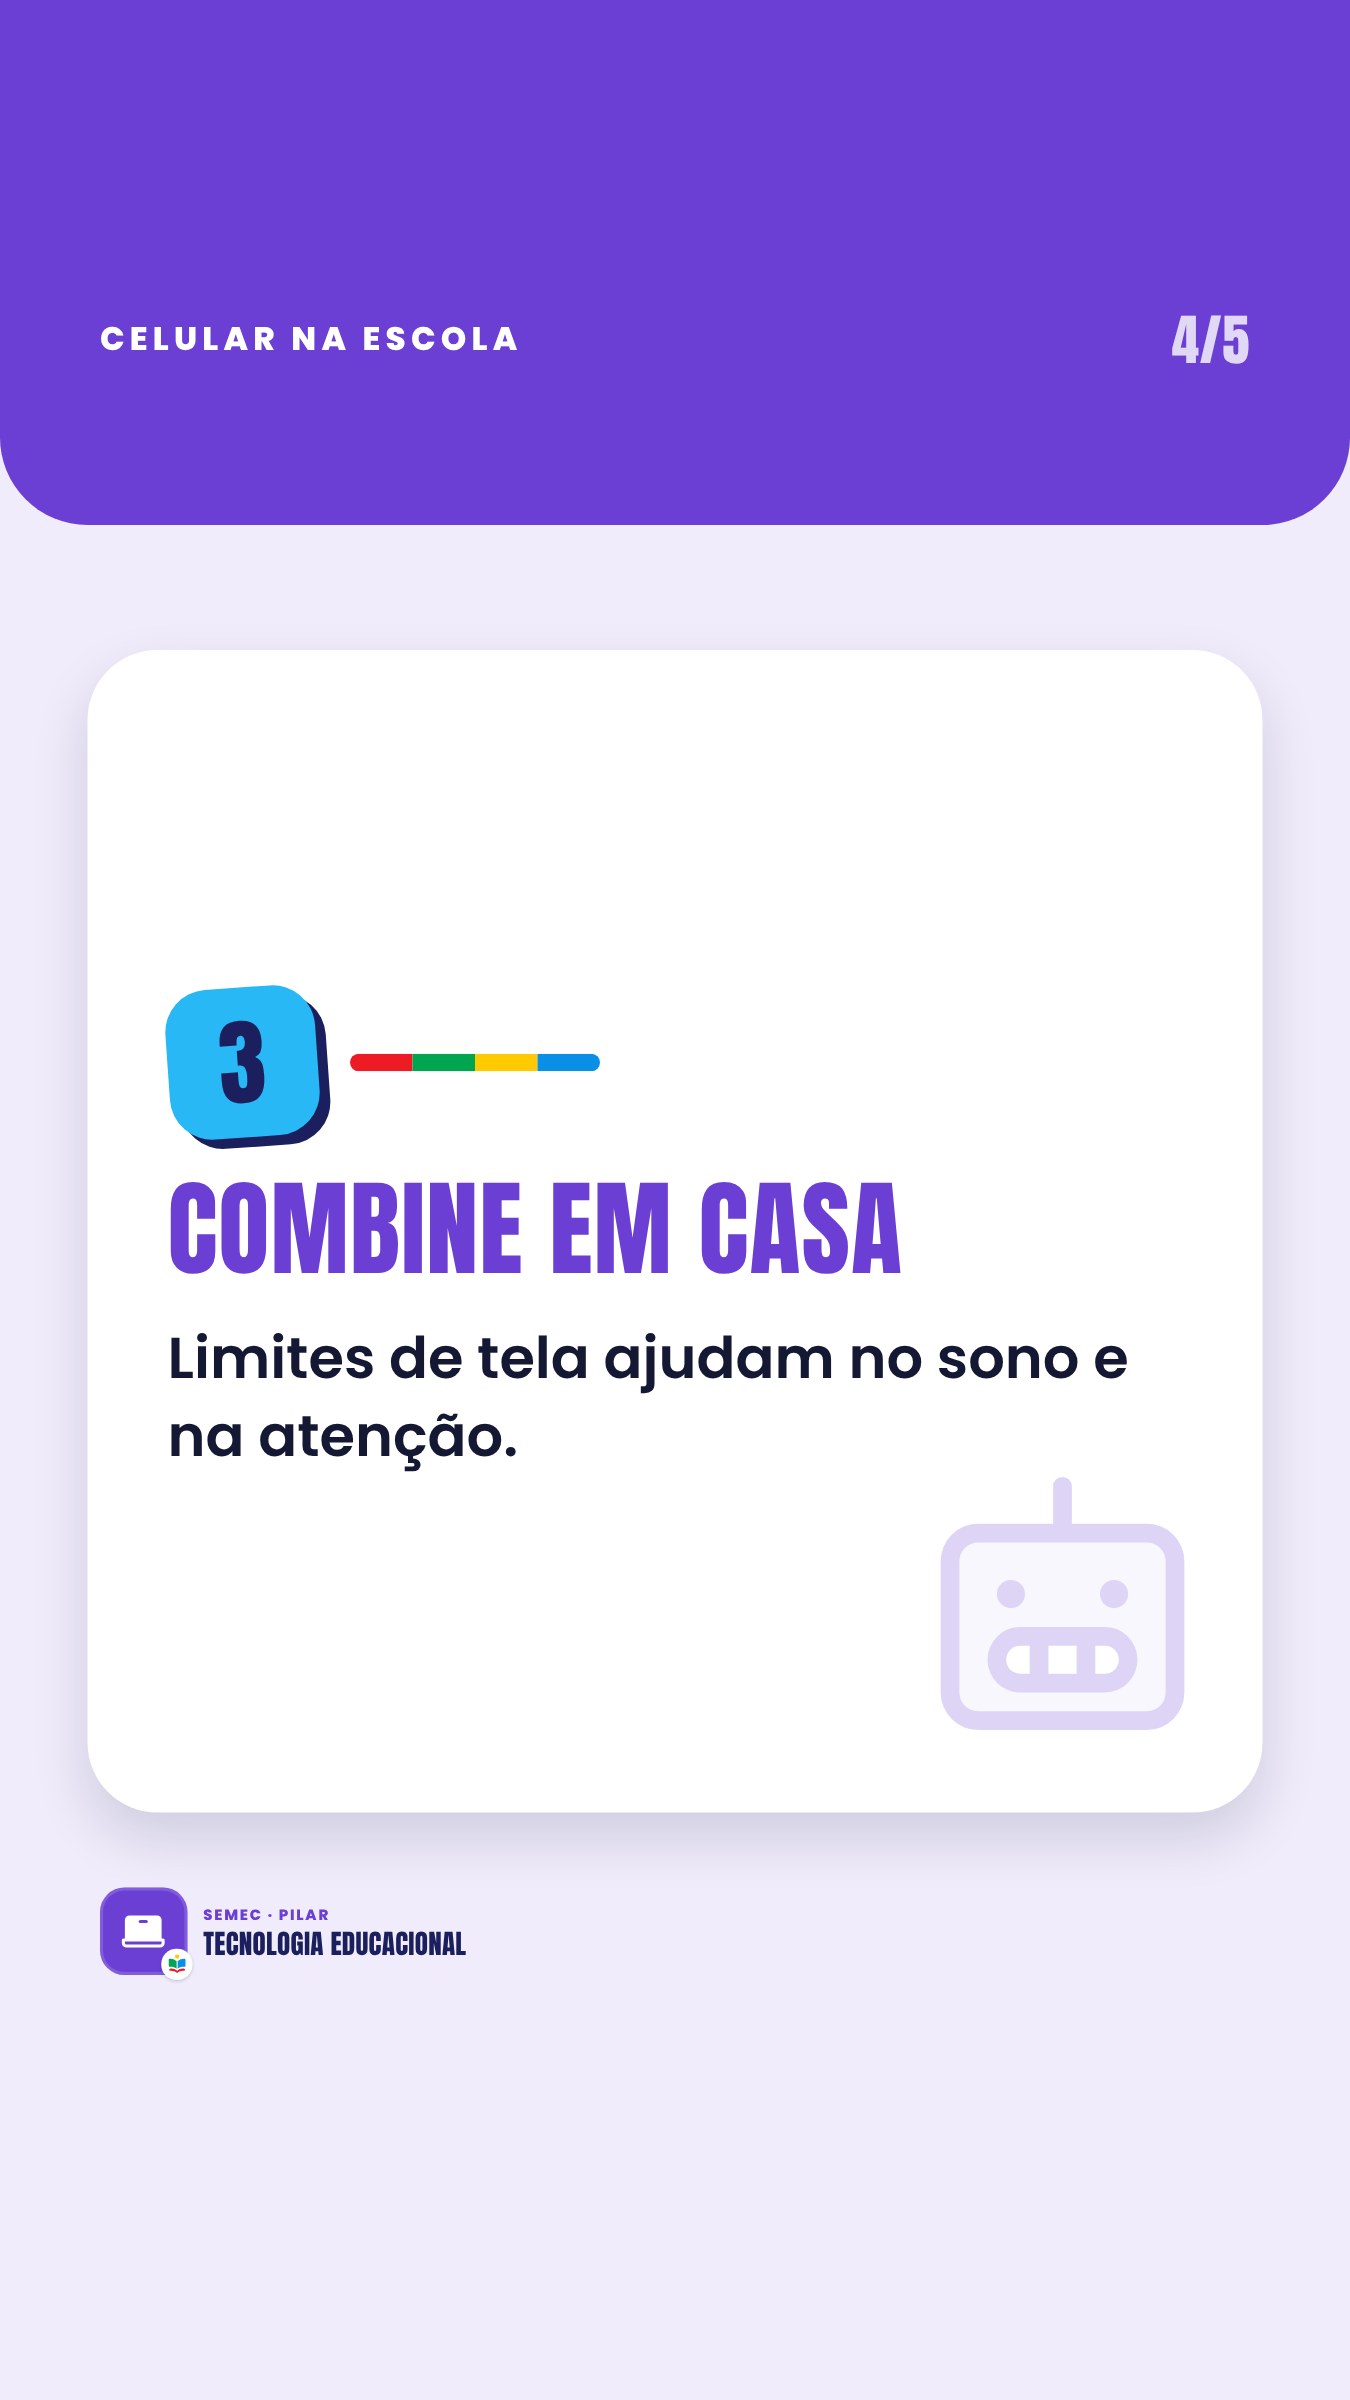 CELULAR NA ESCOLA
4/5
3
COMBINE EM CASA
Limites de tela ajudam no sono e
na atenção.
SEMEC · PILAR
TECNOLOGIA EDUCACIONAL